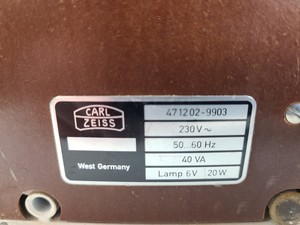 CARL
ZEISS
471202-9903
230V~
50...60 Hz
40 VA
West Germany
Lamp 6V 20W